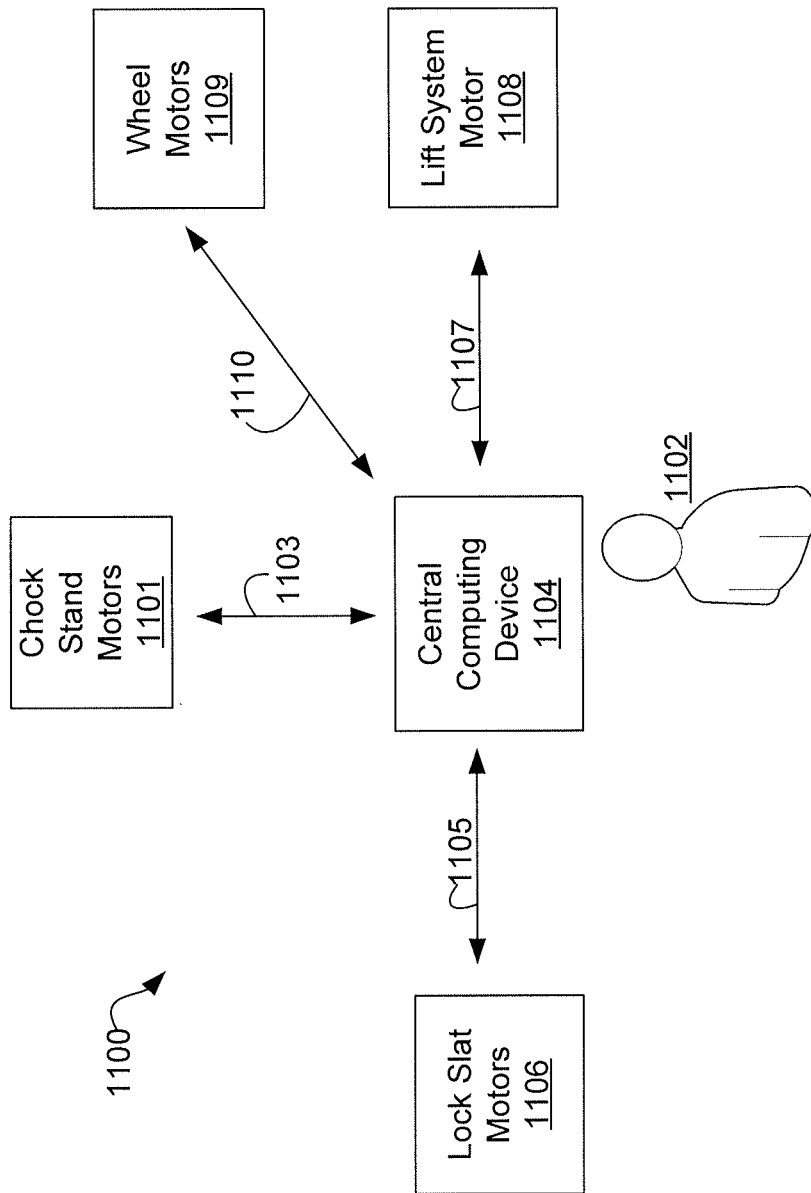 1100
Chock
Stand
Motors
1101
1103
Wheel
Motors
1109
1110
Lock Slat
Motors
1106
1105
Central
Computing
Device
1104
1107
Lift System
Motor
1108
1102